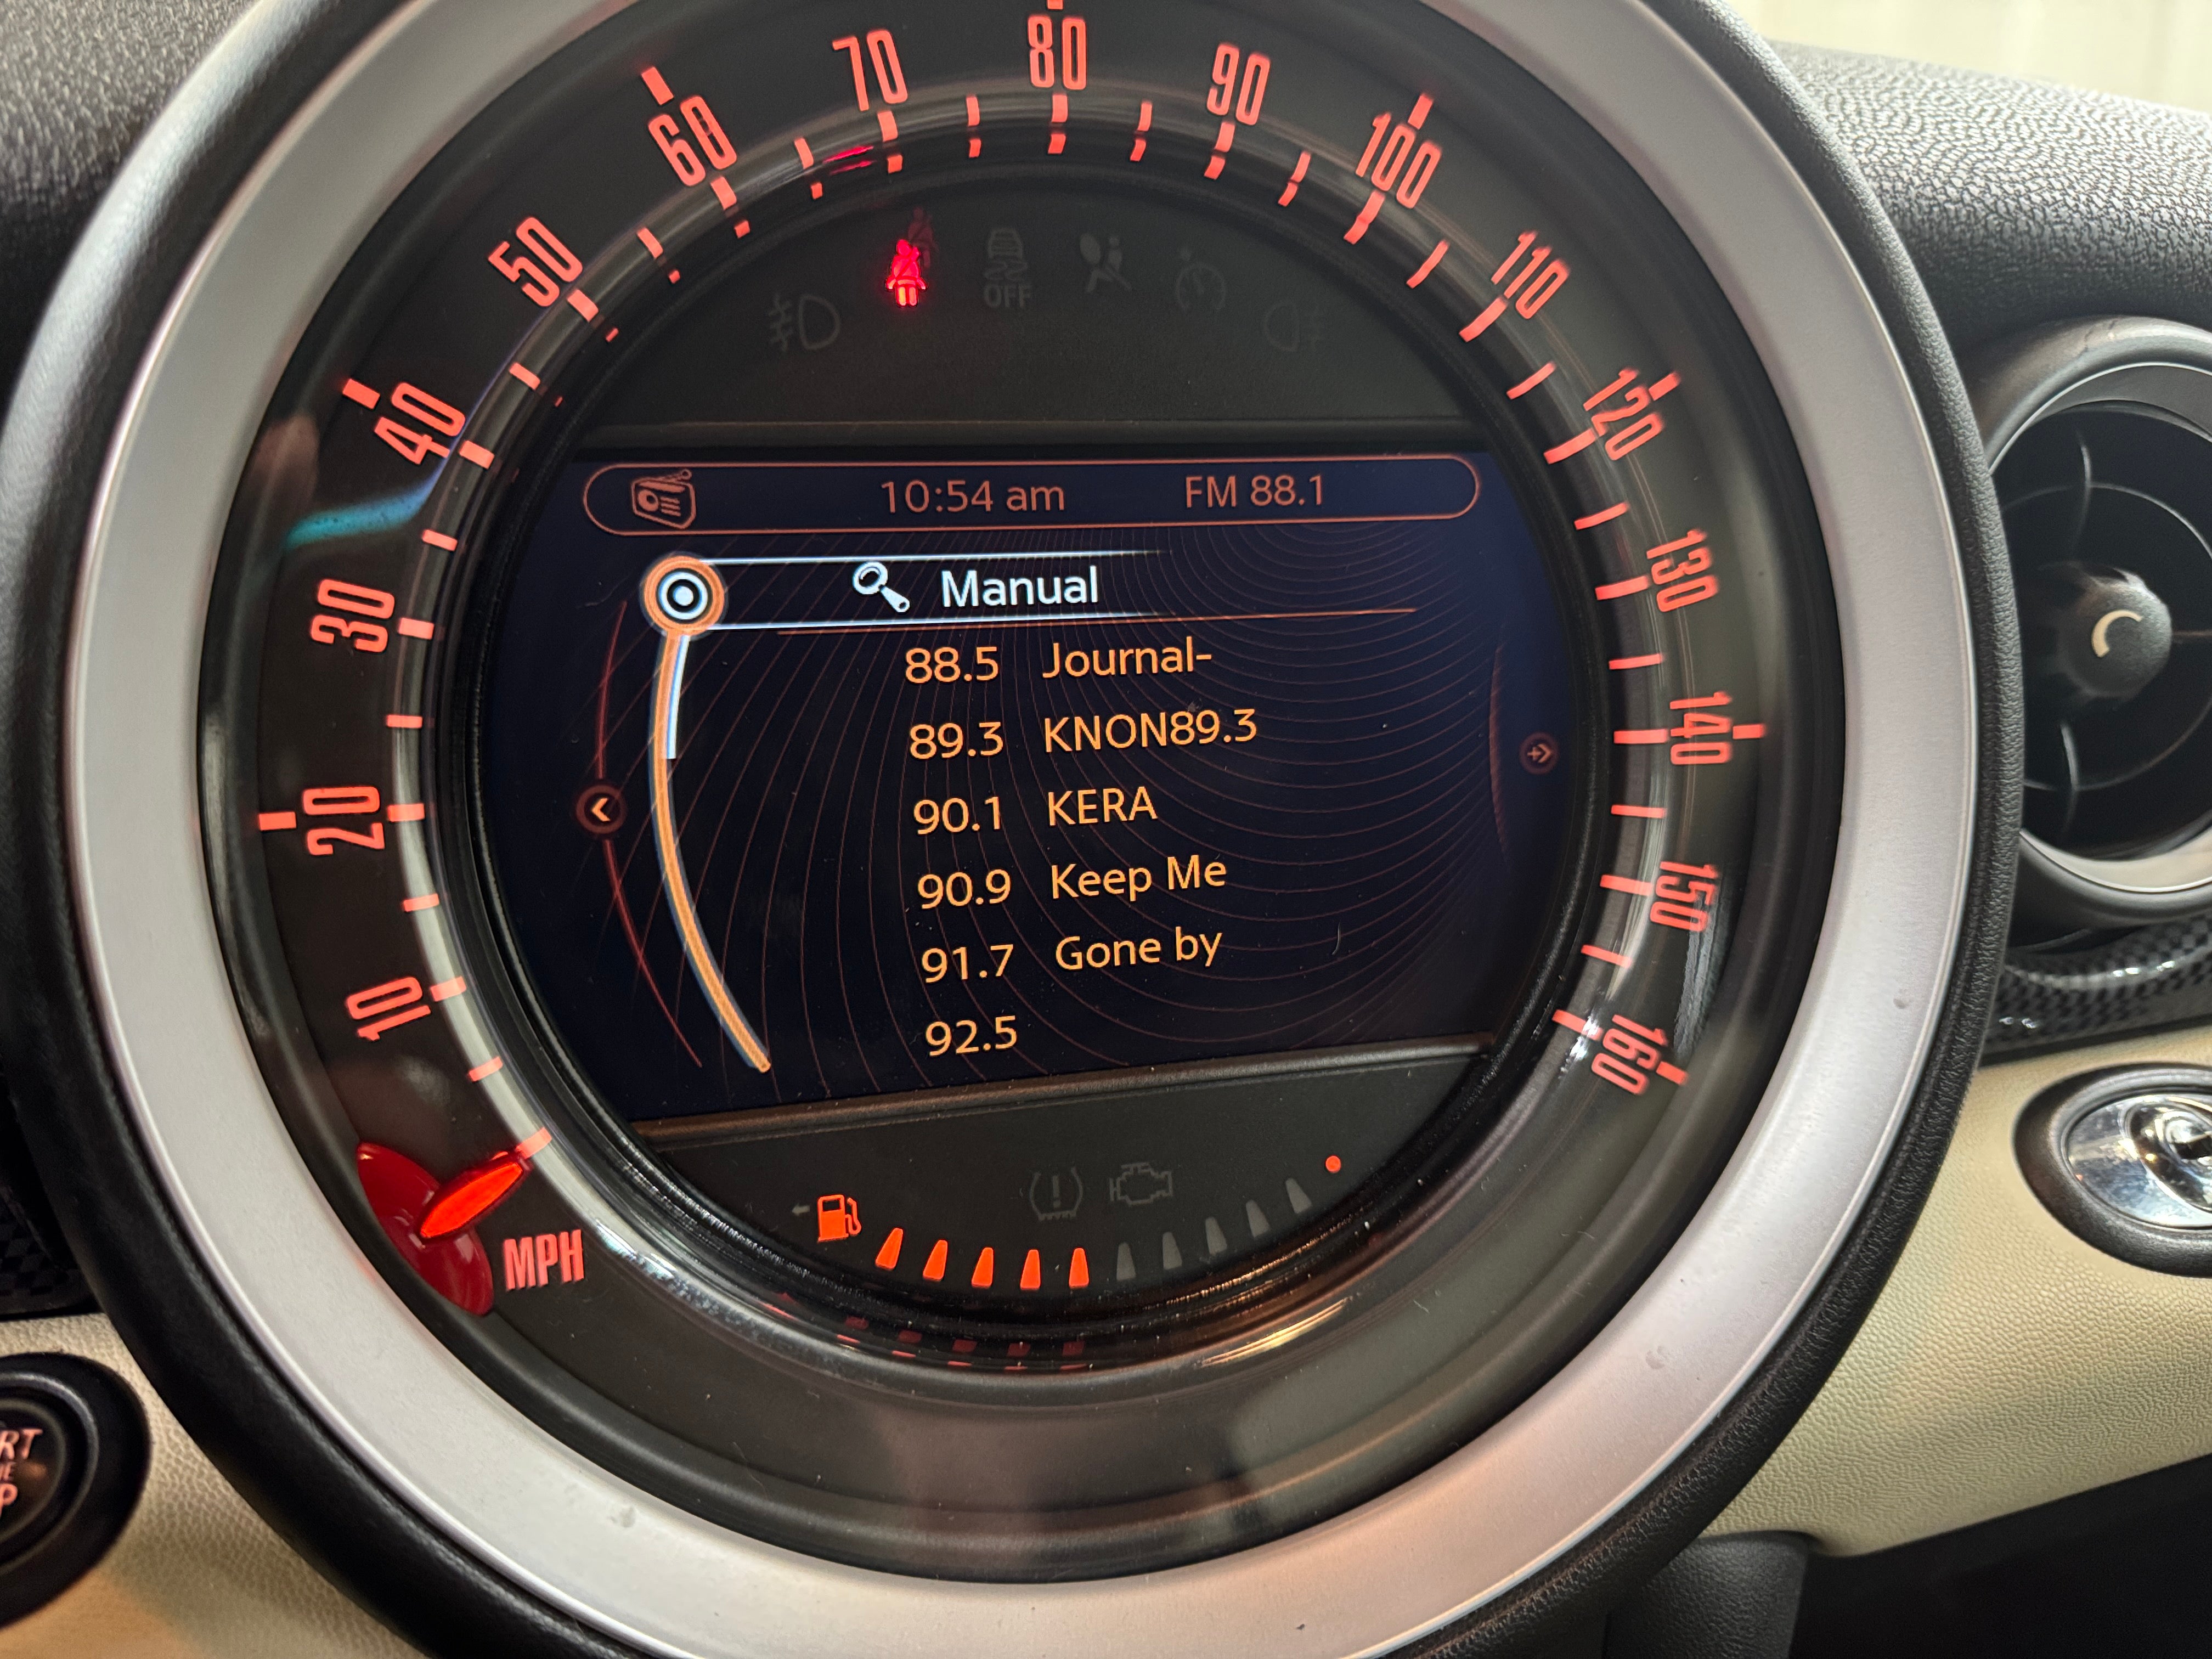 80
70
90
60
100
50
110
OFF
40
120
10:54 am FM 88.1
Manual
130
30
88.5 Journal-
89.3 KNON89.3
140
20
90.1 KERA
90.9 Keep Me
150
91.7 Gone by
10
92.5
160
MPH